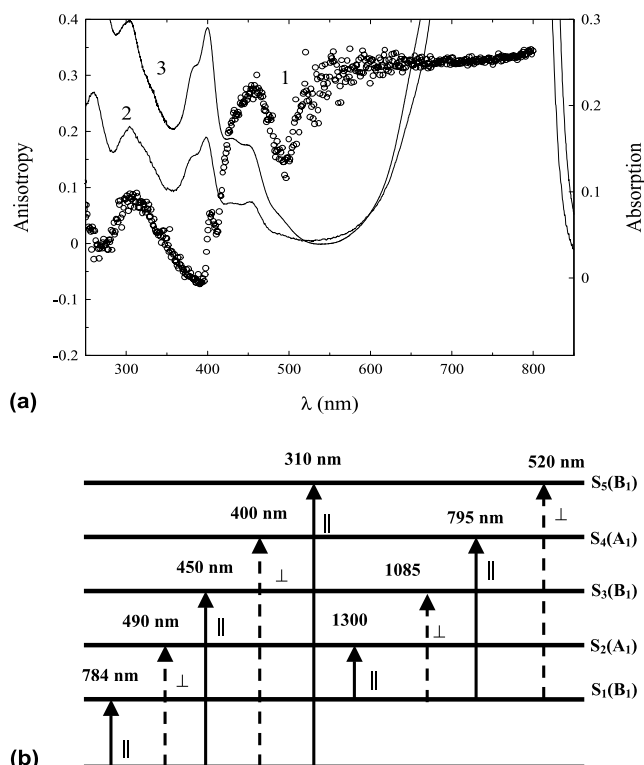 0.4
0.3
0.2
0.1
0
-0.1
-0.2
Anisotropy
0.3
0.2
0.1
0
Absorption
1
2
3
300 400 500 600 700 800
λ (nm)
(a)
310 nm
520 nm
S5(B1)
||
⊥
400 nm
795 nm
S4(A1)
⊥
||
450 nm
1085
S3(B1)
||
⊥
490 nm
1300
S2(A1)
⊥
||
784 nm
S1(B1)
||
(b)